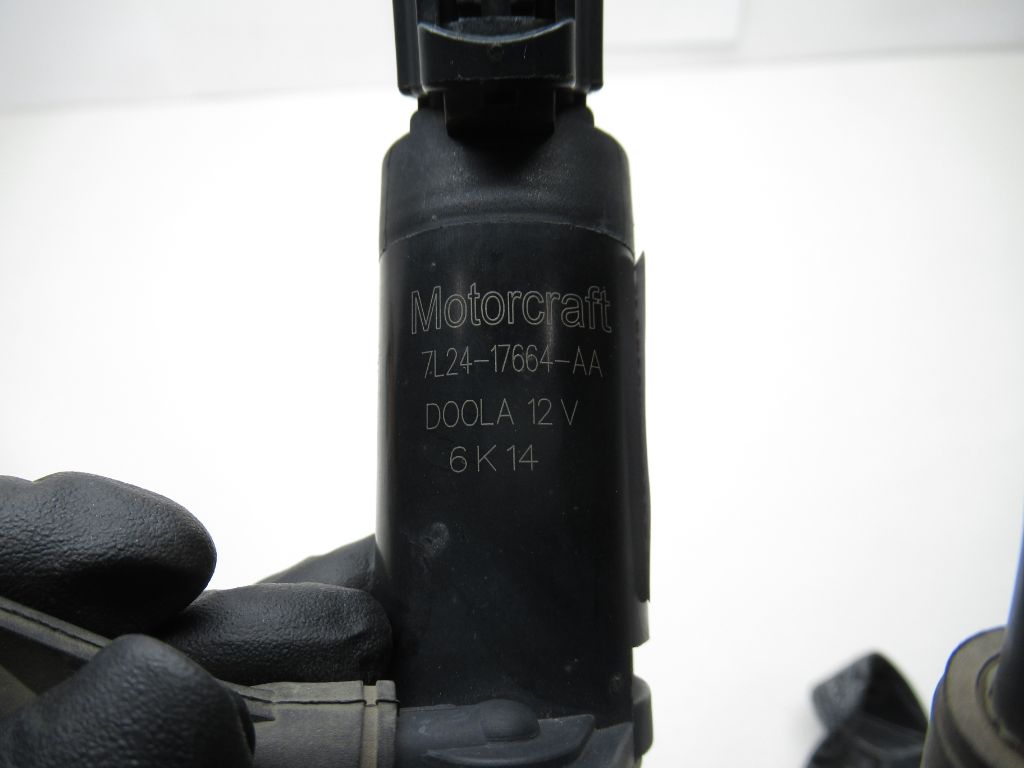 Motorcraft
7L24-17664-AA
DOOLA 12 V
6 K 14